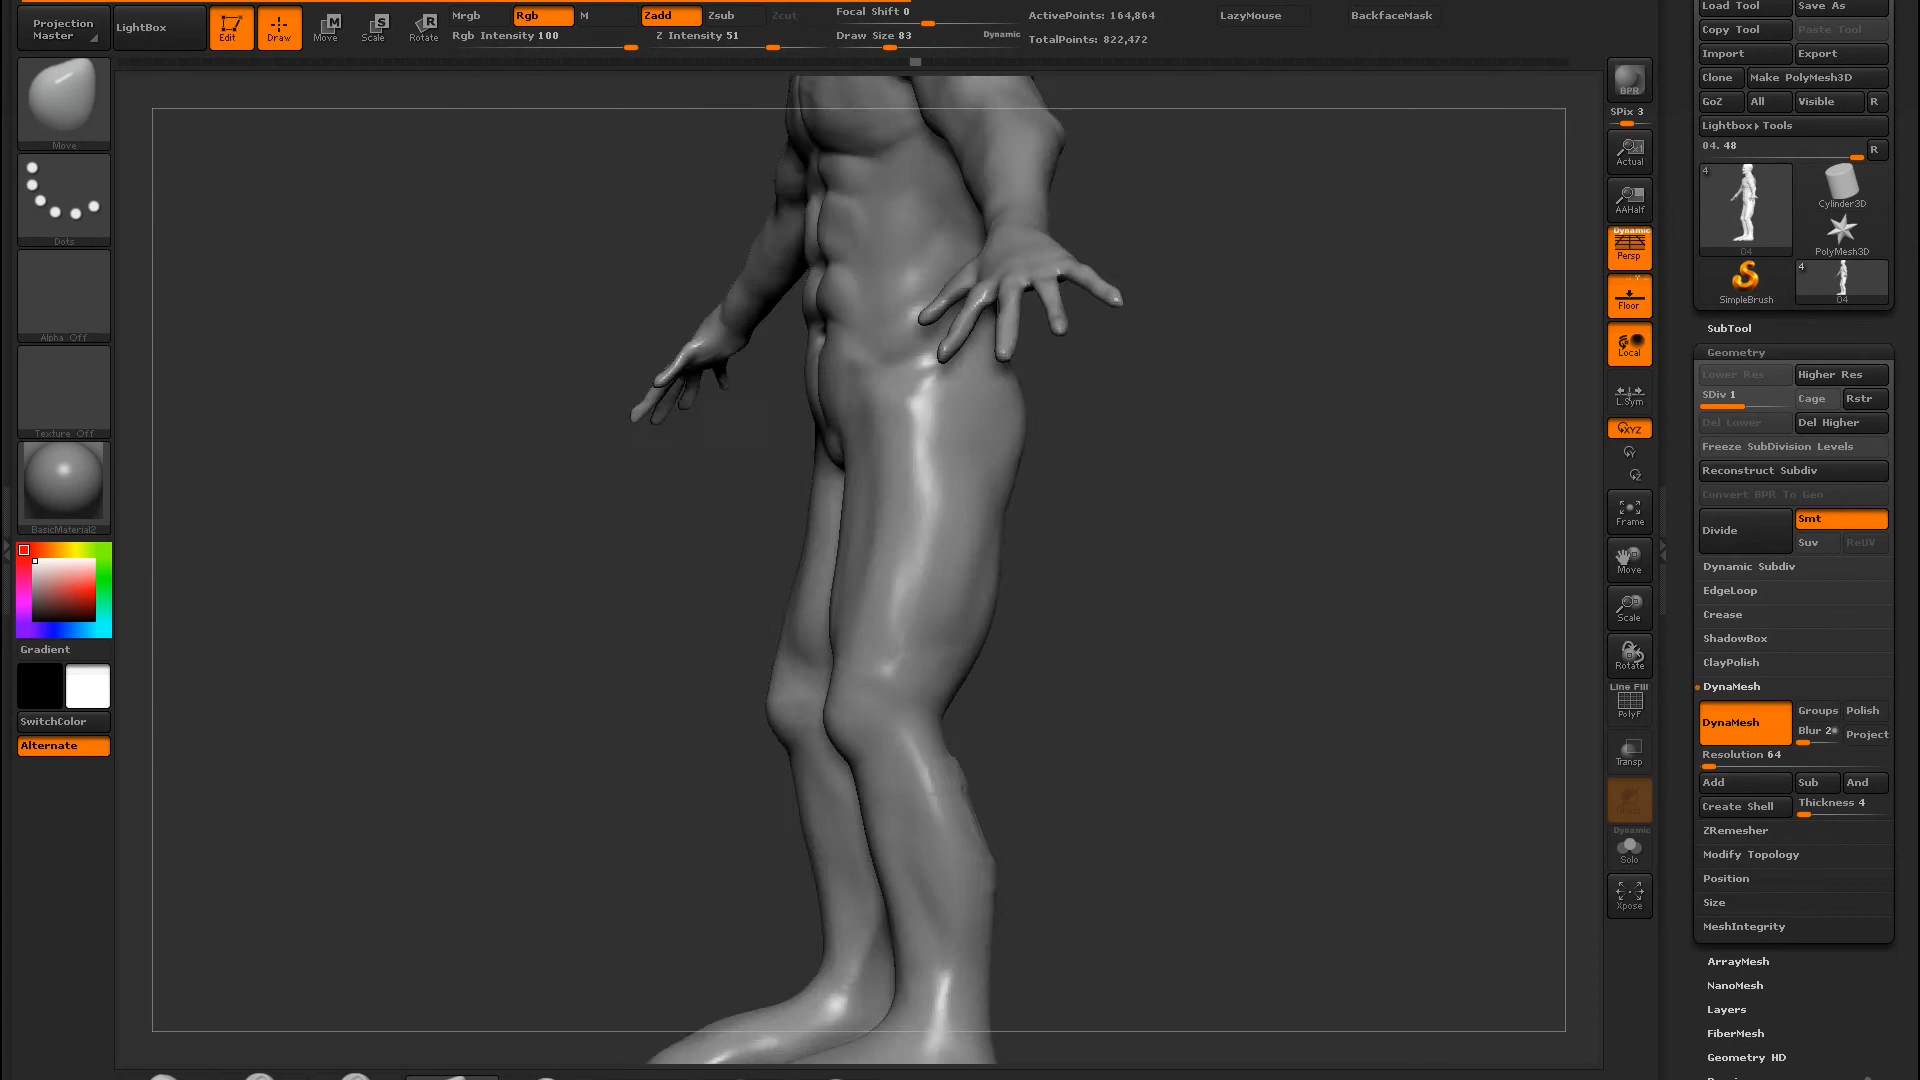 Projection Master
LightBox
Edit
Draw
Move
Scale
Rotate
Mrgb
Rgb
M
Zadd
Zsub
Zcut
Rgb Intensity 100
Z Intensity 51
Focal Shift 0
Draw Size 83
Dynamic
ActivePoints: 164,864
TotalPoints: 822,472
LazyMouse
BackfaceMask
Move
Dots
Alpha Off
Texture Off
BasicMaterial2
Gradient
SwitchColor
Alternate
BPR
SPix 3
Actual
AAHalf
Dynamic
Persp
Floor
Local
L.Sym
XYZ
Y
Z
Frame
Move
Scale
Rotate
Line Fill
PolyF
Transp
Dynamic
Solo
Xpose
Load Tool
Save As
Copy Tool
Paste Tool
Import
Export
Clone
Make PolyMesh3D
GoZ
All
Visible
R
Lightbox▸Tools
04. 48
R
4
04
Cylinder3D
PolyMesh3D
SimpleBrush
4
04
SubTool
Geometry
Lower Res
Higher Res
SDiv 1
Cage
Rstr
Del Lower
Del Higher
Freeze SubDivision Levels
Reconstruct Subdiv
Convert BPR To Geo
Divide
Smt
Suv
ReUV
Dynamic Subdiv
EdgeLoop
Crease
ShadowBox
ClayPolish
DynaMesh
DynaMesh
Groups
Polish
Blur 2
Project
Resolution 64
Add
Sub
And
Create Shell
Thickness 4
ZRemesher
Modify Topology
Position
Size
MeshIntegrity
ArrayMesh
NanoMesh
Layers
FiberMesh
Geometry HD